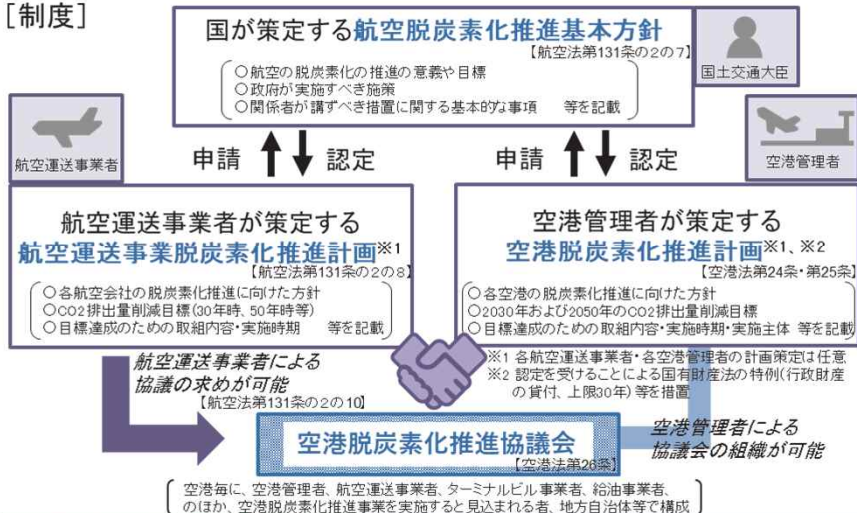 [制度]
国が策定する航空脱炭素化推進基本方針
【航空法第131条の2の7】
○航空の脱炭素化の推進の意義や目標
○政府が実施すべき施策
○関係者が講ずべき措置に関する基本的な事項　等を記載
国土交通大臣
航空運送事業者
申請
認定
申請
認定
空港管理者
航空運送事業者が策定する
航空運送事業脱炭素化推進計画※1
【航空法第131条の2の8】
○各航空会社の脱炭素化推進に向けた方針
○CO2排出量削減目標(30年時、50年時等)
○目標達成のための取組内容・実施時期　等を記載
空港管理者が策定する
空港脱炭素化推進計画※1、※2
【空港法第24条・第25条】
○各空港の脱炭素化推進に向けた方針
○2030年および2050年のCO2排出量削減目標
○目標達成のための取組内容・実施時期・実施主体 等を記載
※1 各航空運送事業者・各空港管理者の計画策定は任意
※2 認定を受けることによる国有財産法の特例(行政財産
の貸付、上限30年)等を措置
航空運送事業者による
協議の求めが可能
【航空法第131条の2の10】
空港脱炭素化推進協議会
【空港法第26条】
空港管理者による
協議会の組織が可能
空港毎に、空港管理者、航空運送事業者、ターミナルビル事業者、給油事業者、
のほか、空港脱炭素化推進事業を実施すると見込まれる者、地方自治体等で構成